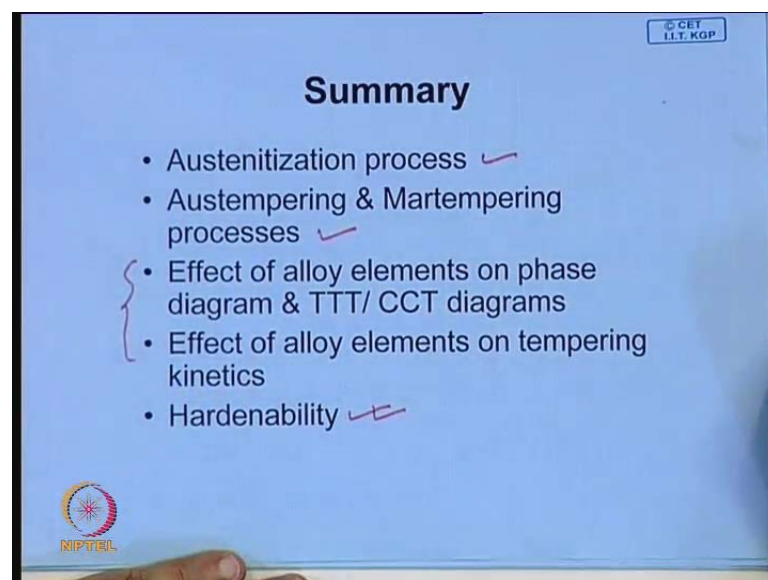 © CET
I.I.T. KGP
Summary
• Austenitization process
• Austempering & Martempering
processes
• Effect of alloy elements on phase
diagram & TTT/ CCT diagrams
• Effect of alloy elements on tempering
kinetics
• Hardenability
NPTEL